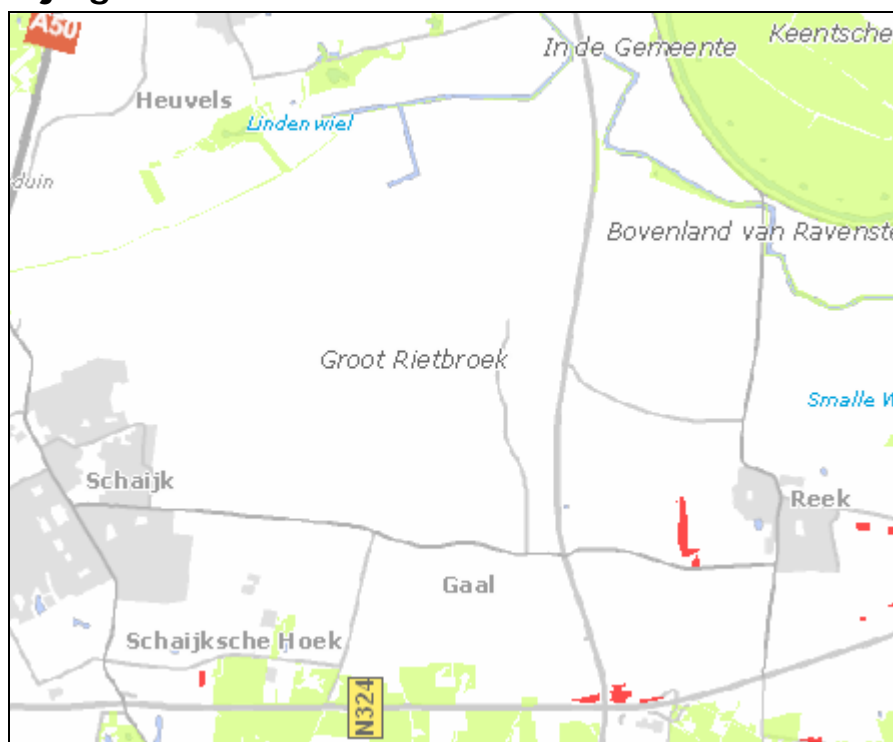 A50
In de Gemeente
Keentsche
Heuvels
Lindenwiel
duin
Bovenland van Ravenste
Groot Rietbroek
Smalle W
Schaijk
Reek
Gaal
Schaijksche Hoek
N324